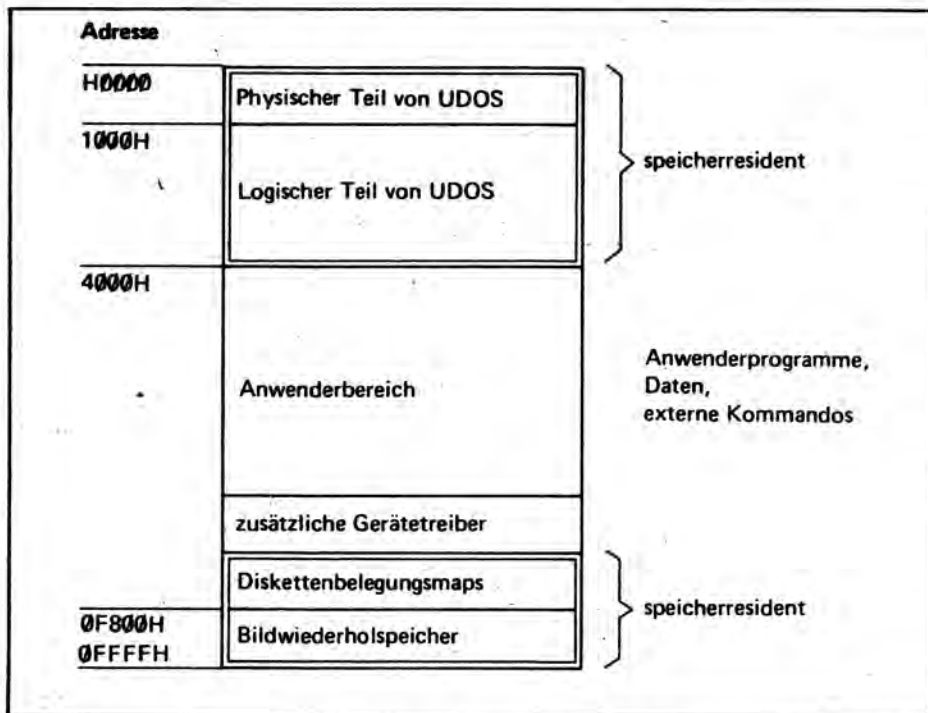 Adresse
H0000
Physischer Teil von UDOS
1000H
speicherresident
Logischer Teil von UDOS
4000H
Anwenderbereich
Anwenderprogramme,
Daten,
externe Kommandos
zusätzliche Gerätetreiber
Diskettenbelegungsmaps
speicherresident
0F800H
Bildwiederholspeicher
0FFFFH